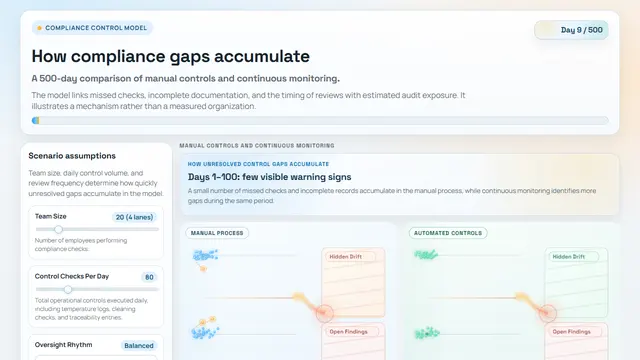 COMPLIANCE CONTROL MODEL
Day 9 / 500
How compliance gaps accumulate
A 500-day comparison of manual controls and continuous monitoring.
The model links missed checks, incomplete documentation, and the timing of reviews with estimated audit exposure. It
illustrates a mechanism rather than a measured organization.
Scenario assumptions
Team size, daily control volume, and
review frequency determine how quickly
unresolved gaps accumulate in the model.
Team Size
20 (4 lanes)
Number of employees performing
compliance checks.
Control Checks Per Day
80
Total operational controls executed daily,
including temperature logs, cleaning
checks, and traceability entries.
Oversight Rhythm
Balanced
MANUAL CONTROLS AND CONTINUOUS MONITORING
HOW UNRESOLVED CONTROL GAPS ACCUMULATE
Days 1–100: few visible warning signs
A small number of missed checks and incomplete records accumulate in the manual process, while continuous monitoring identifies more
gaps during the same period.
MANUAL PROCESS
Hidden Drift
Open Findings
AUTOMATED CONTROLS
Hidden Drift
Open Findings